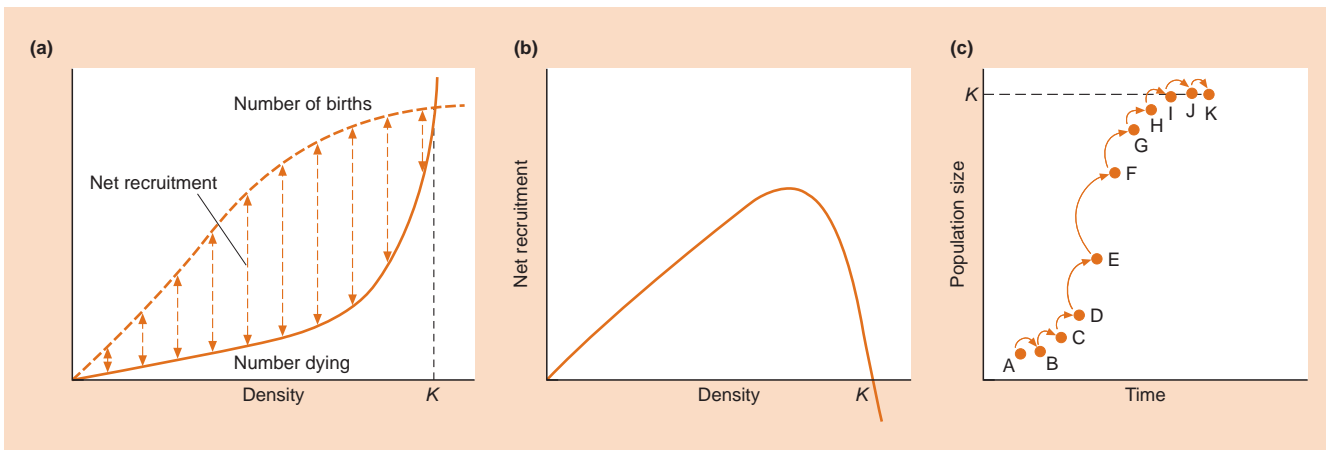 (a)
Number of births
Net recruitment
Number dying
Density
K
(b)
Net recruitment
Density
K
(c)
Population size
K
A
B
C
D
E
F
G
H
I
J
K
Time